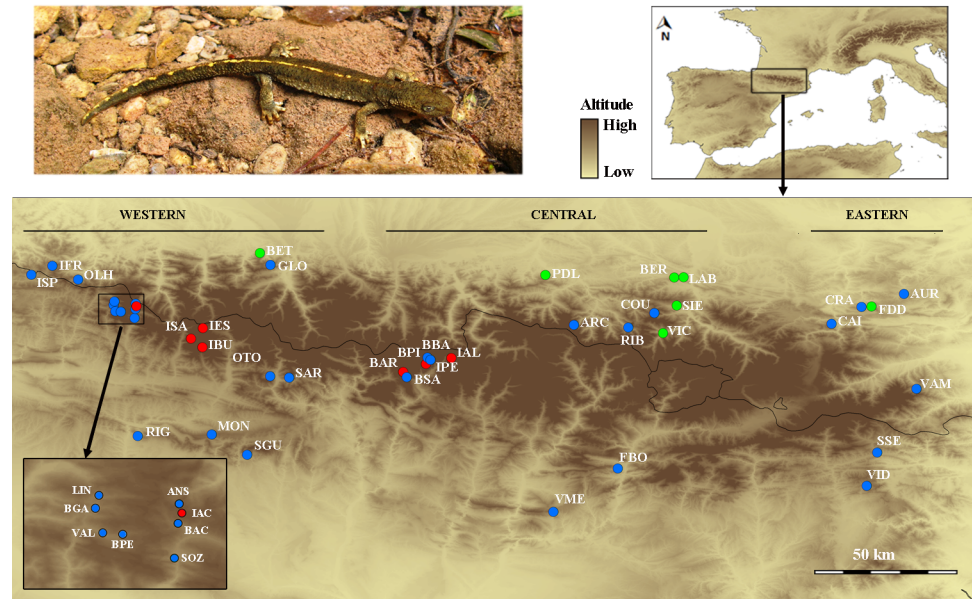 N
Altitude
High
Low
WESTERN
CENTRAL
EASTERN
BET
IFR
GLO
ISP
OLH
PDL
BER
LAB
AUR
CRA
FDD
SIE
COU
CAI
ISA
IES
ARC
RIB
VIC
IBU
BBA
OTO
BPI
IAL
BAR
IPE
SAR
BSA
VAM
RIG
MON
SGU
SSE
FBO
VID
VME
LIN
ANS
BGA
IAC
VAL
BAC
BPE
SOZ
50 km